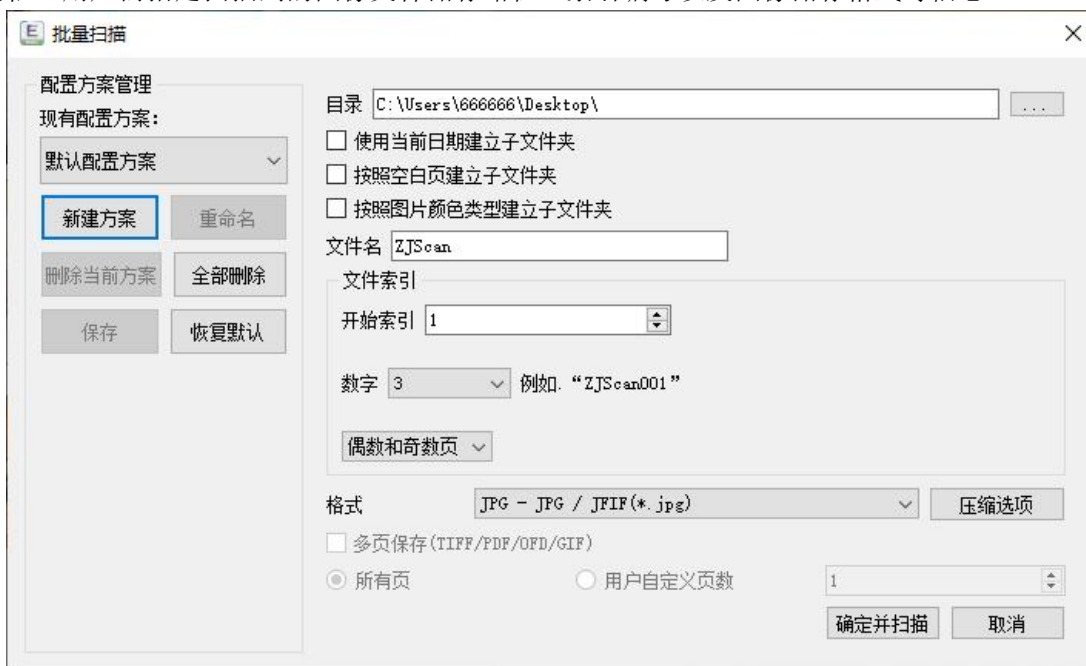 批量扫描
配置方案管理
现有配置方案：
默认配置方案
新建方案
重命名
删除当前方案
全部删除
保存
恢复默认
目录 C:\Users\666666\Desktop\
...
使用当前日期建立子文件夹
按照空白页建立子文件夹
按照图片颜色类型建立子文件夹
文件名 ZJScan
文件索引
开始索引 1
数字 3 例如. “ZJScan001”
偶数和奇数页
格式 JPG - JPG / JFIF(*.jpg) 压缩选项
多页保存(TIFF/PDF/OFD/GIF)
所有页 用户自定义页数 1
确定并扫描 取消